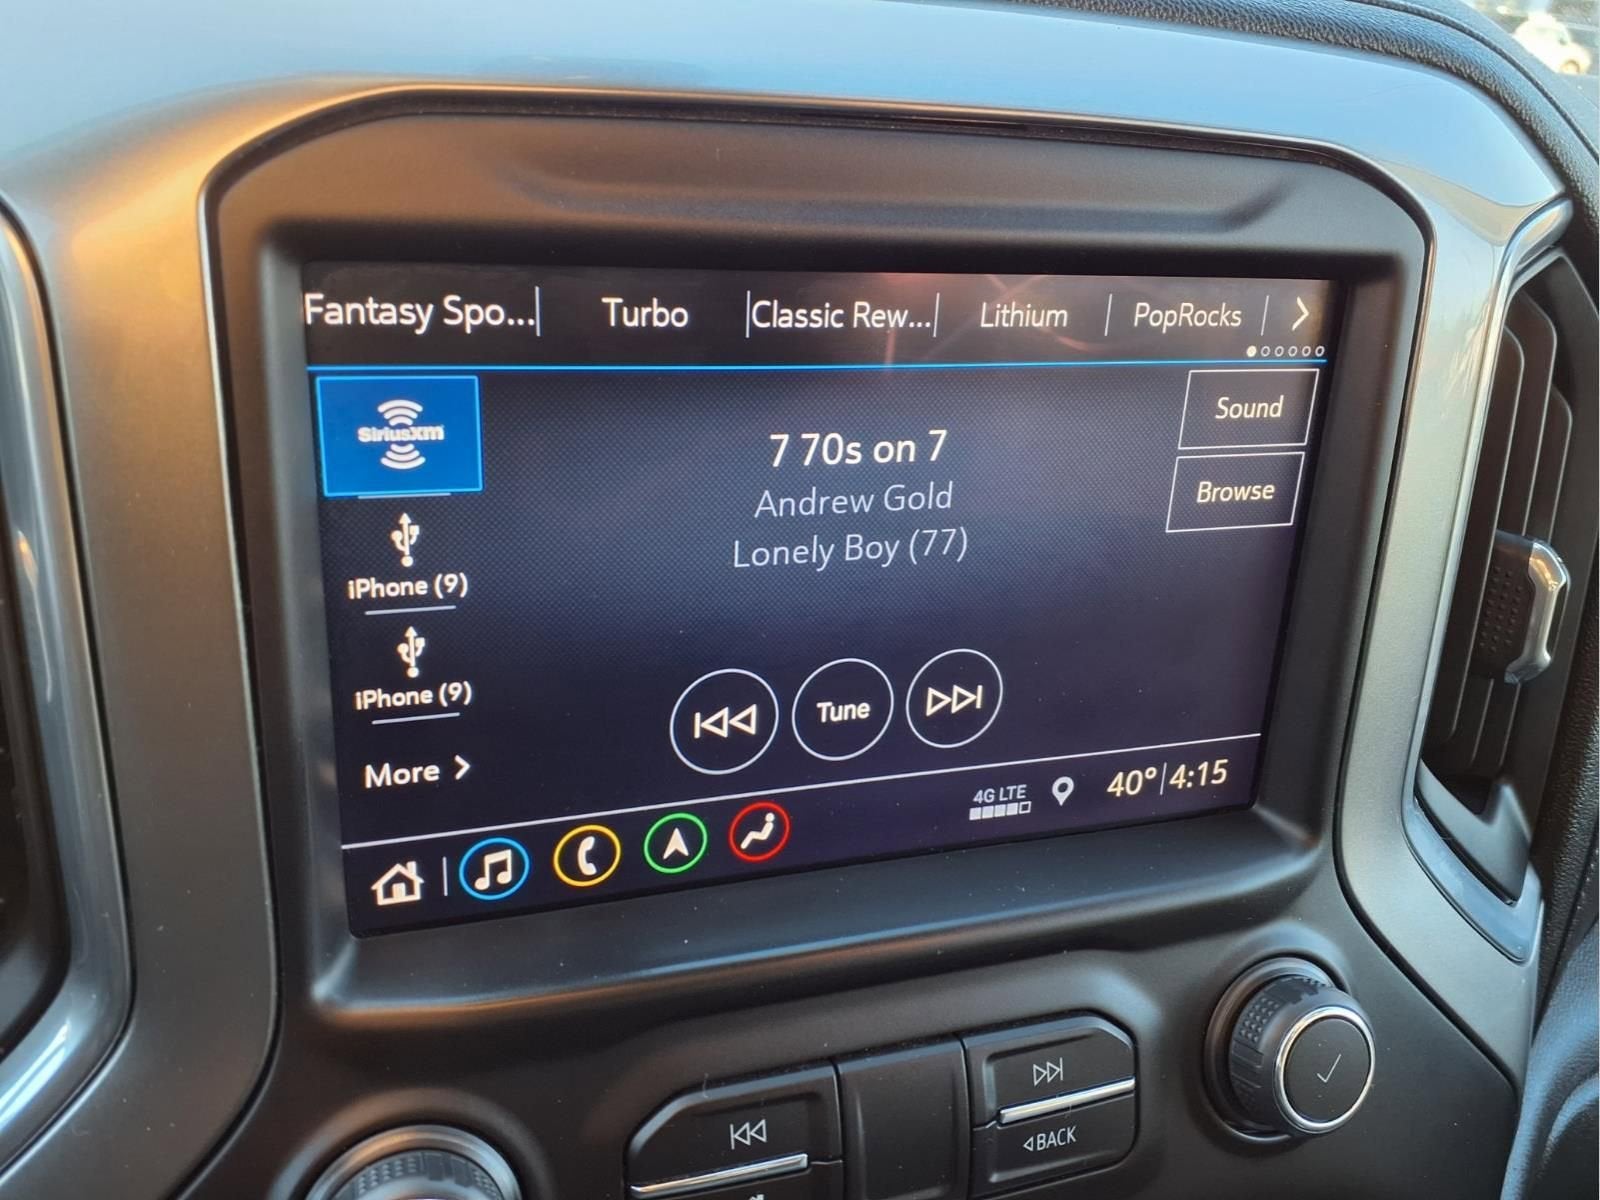 Fantasy Spo... Turbo Classic Rew... Lithium PopRocks
SiriusXM
Sound
7 70s on 7
Andrew Gold
Lonely Boy (77)
Browse
iPhone (9)
iPhone (9)
Tune
More
4G LTE
40° 4:15
BACK